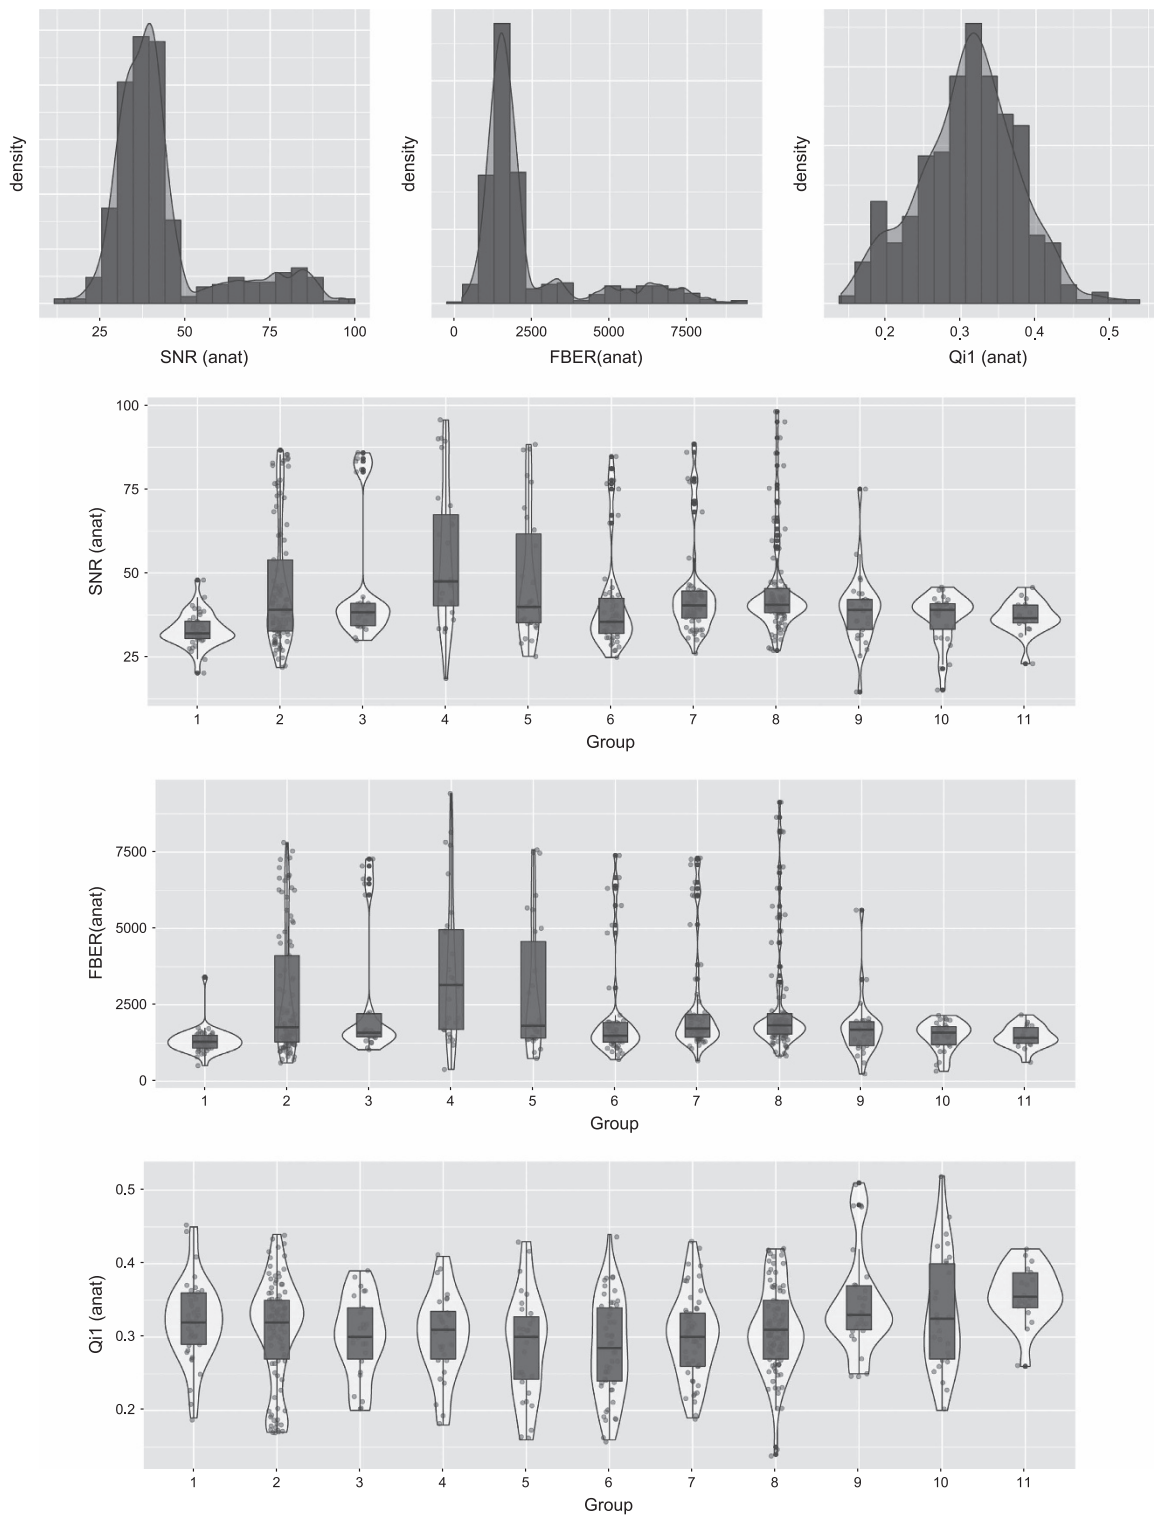 density
25 50 75 100
SNR (anat)
density
0 2500 5000 7500
FBER(anat)
density
0.2 0.3 0.4 0.5
Qi1 (anat)
SNR (anat)
100
75
50
25
1 2 3 4 5 6 7 8 9 10 11
Group
FBER(anat)
7500
5000
2500
0
1 2 3 4 5 6 7 8 9 10 11
Group
Qi1 (anat)
0.5
0.4
0.3
0.2
1 2 3 4 5 6 7 8 9 10 11
Group